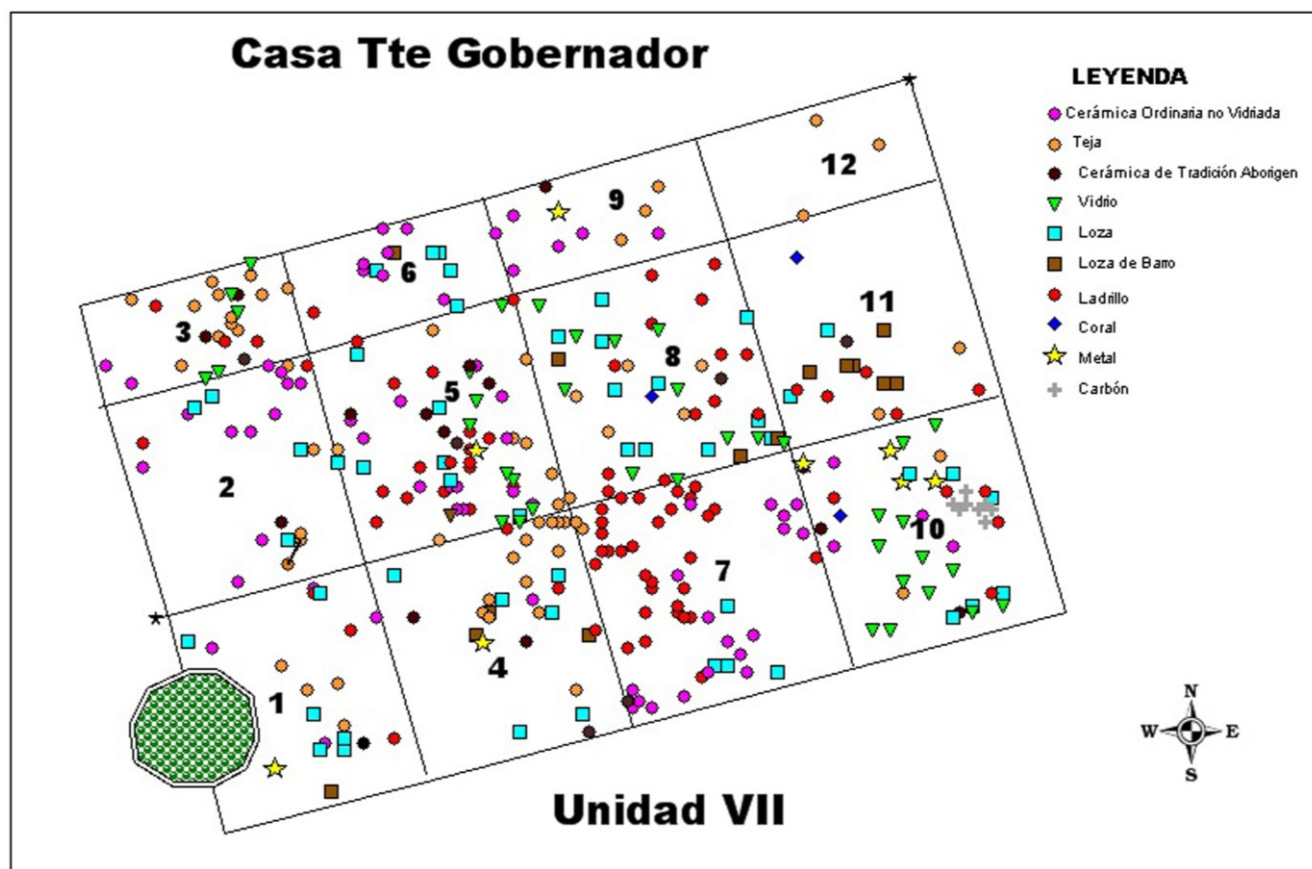 Casa Tte Gobernador
LEYENDA
Cerámica Ordinaria no Vidriada
Teja
Cerámica de Tradición Aborigen
Vidrio
Loza
Loza de Barro
Ladrillo
Coral
Metal
Carbón
12
9
6
11
3
8
5
2
10
7
4
1
N
W E
S
Unidad VII